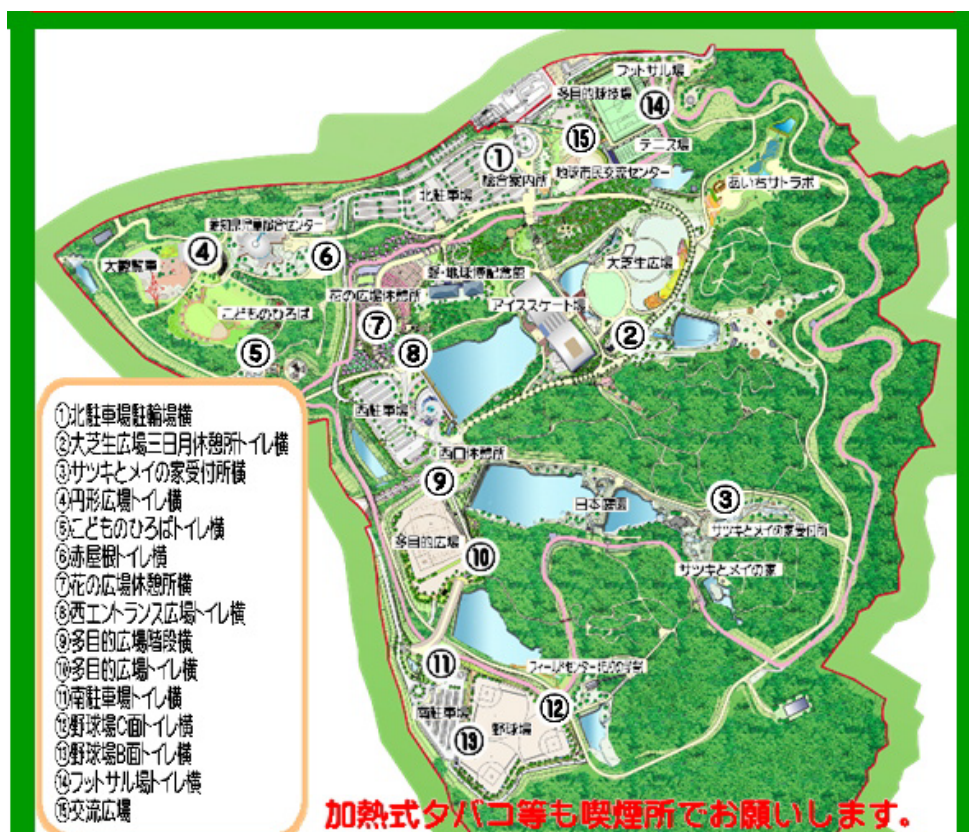 フットサル場
多目的球技場
⑭
⑮
テニス場
①
総合案内所
地球市民交流センター
北駐車場
あいちサトラボ
愛知県児童総合センター
④
⑥
大観覧車
大芝生広場
愛・地球博記念館
花の広場休憩所
アイススケート場
こどものひろば
⑦
②
⑤
⑧
西駐車場
西口休憩所
⑨
③
日本庭園
サツキとメイの家受付所
多目的広場
⑩
サツキとメイの家
⑪
南駐車場
⑫
野球場
⑬
①北駐車場駐輪場横
②大芝生広場三日月休憩所トイレ横
③サツキとメイの家受付所横
④円形広場トイレ横
⑤こどものひろばトイレ横
⑥赤屋根トイレ横
⑦花の広場休憩所横
⑧西エントランス広場トイレ横
⑨多目的広場階段横
⑩多目的広場トイレ横
⑪南駐車場トイレ横
⑫野球場C面トイレ横
⑬野球場B面トイレ横
⑭フットサル場トイレ横
⑮交流広場
加熱式タバコ等も喫煙所でお願いします。